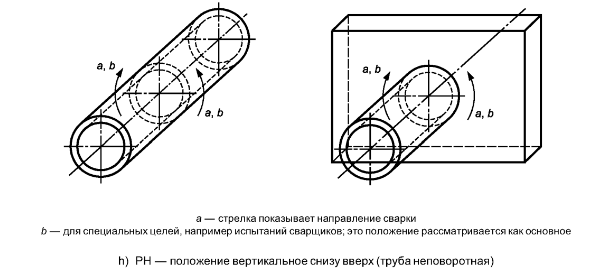 a, b
a, b
a, b
a, b
a — стрелка показывает направление сварки
b — для специальных целей, например испытаний сварщиков; это положение рассматривается как основное
h) PH — положение вертикальное снизу вверх (труба неповоротная)